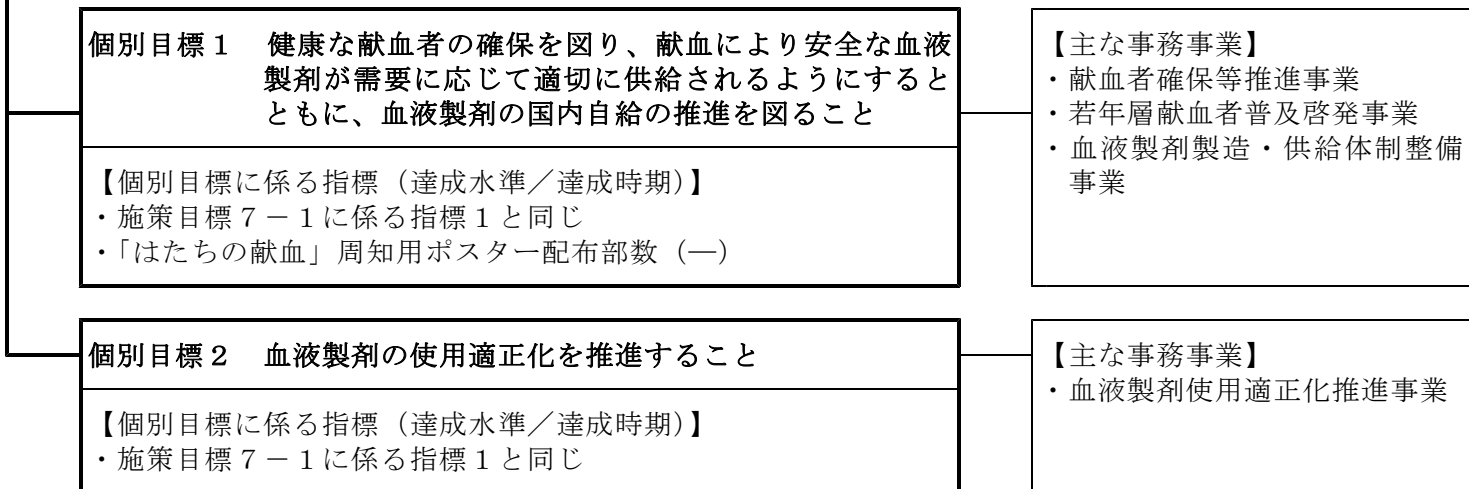 個別目標１　健康な献血者の確保を図り、献血により安全な血液
製剤が需要に応じて適切に供給されるようにすると
ともに、血液製剤の国内自給の推進を図ること
【個別目標に係る指標（達成水準／達成時期）】
・施策目標７－１に係る指標１と同じ
・「はたちの献血」周知用ポスター配布部数（―）
【主な事務事業】
・献血者確保等推進事業
・若年層献血者普及啓発事業
・血液製剤製造・供給体制整備
事業
個別目標２　血液製剤の使用適正化を推進すること
【個別目標に係る指標（達成水準／達成時期）】
・施策目標７－１に係る指標１と同じ
【主な事務事業】
・血液製剤使用適正化推進事業